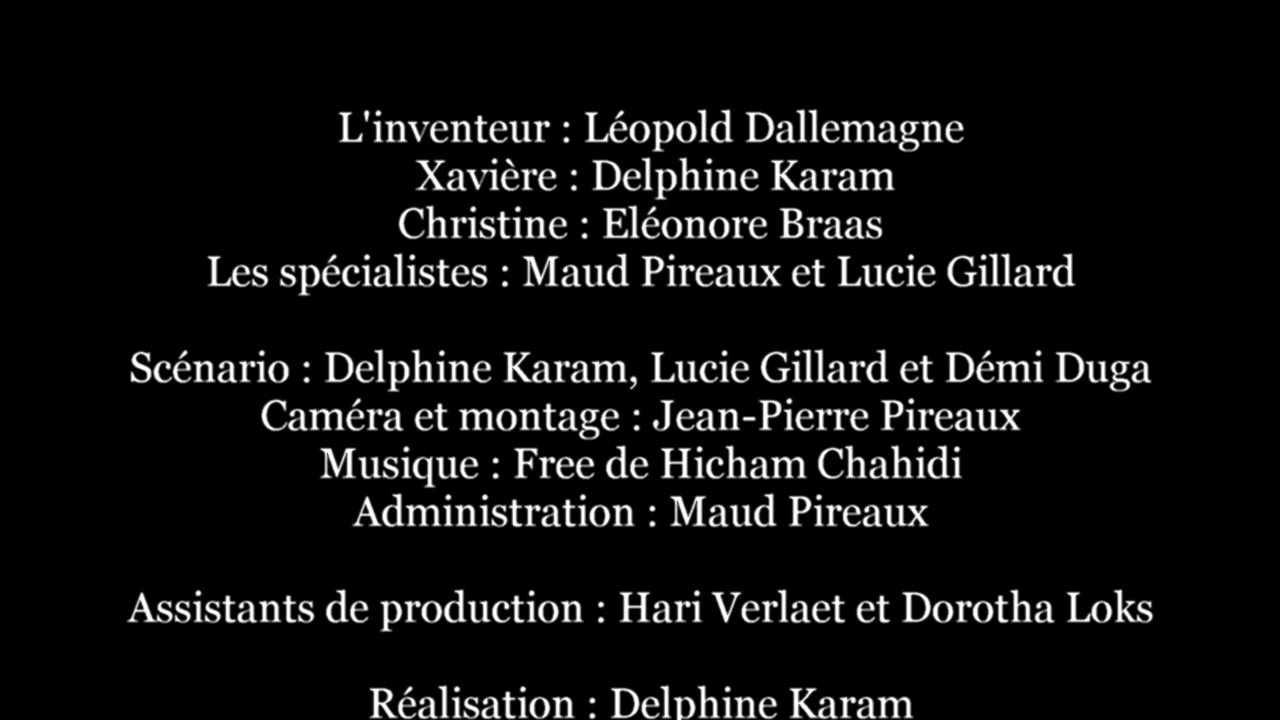 L'inventeur : Léopold Dallemagne
Xavière : Delphine Karam
Christine : Eléonore Braas
Les spécialistes : Maud Pireaux et Lucie Gillard
Scénario : Delphine Karam, Lucie Gillard et Démi Duga
Caméra et montage : Jean-Pierre Pireaux
Musique : Free de Hicham Chahidi
Administration : Maud Pireaux
Assistants de production : Hari Verlaet et Dorotha Loks
Réalisation : Delphine Karam